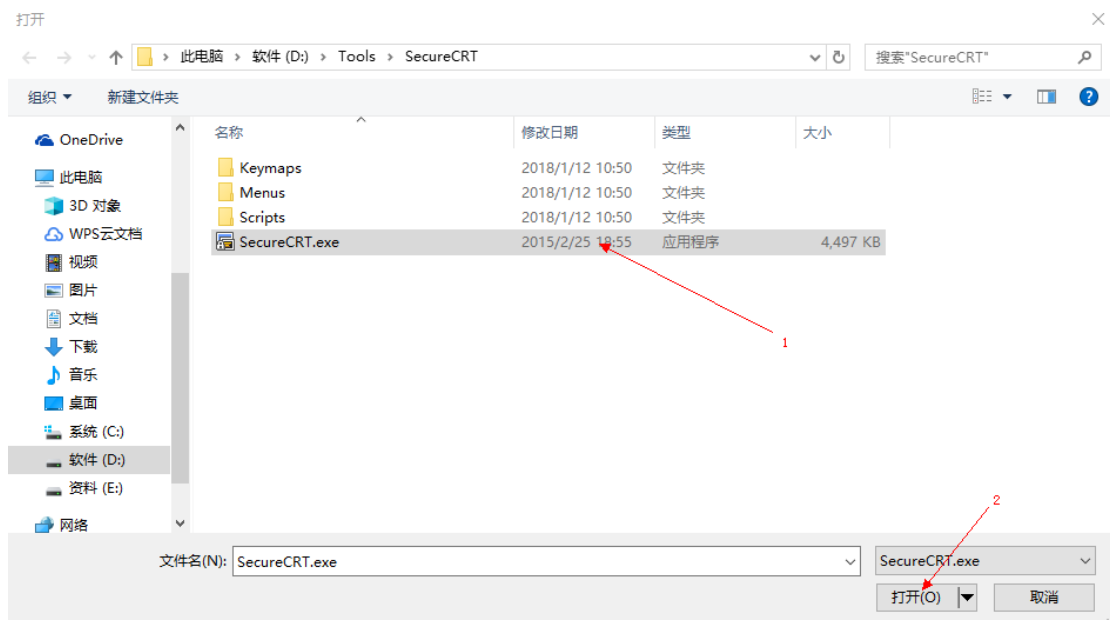 打开
此电脑 › 软件 (D:) › Tools › SecureCRT 搜索"SecureCRT"
组织 新建文件夹
OneDrive
此电脑
3D 对象
WPS云文档
视频
图片
文档
下载
音乐
桌面
系统 (C:)
软件 (D:)
资料 (E:)
网络
名称 修改日期 类型 大小
Keymaps 2018/1/12 10:50 文件夹
Menus 2018/1/12 10:50 文件夹
Scripts 2018/1/12 10:50 文件夹
SecureCRT.exe 2015/2/25 18:55 应用程序 4,497 KB
1
2
文件名(N): SecureCRT.exe SecureCRT.exe
打开(O) 取消